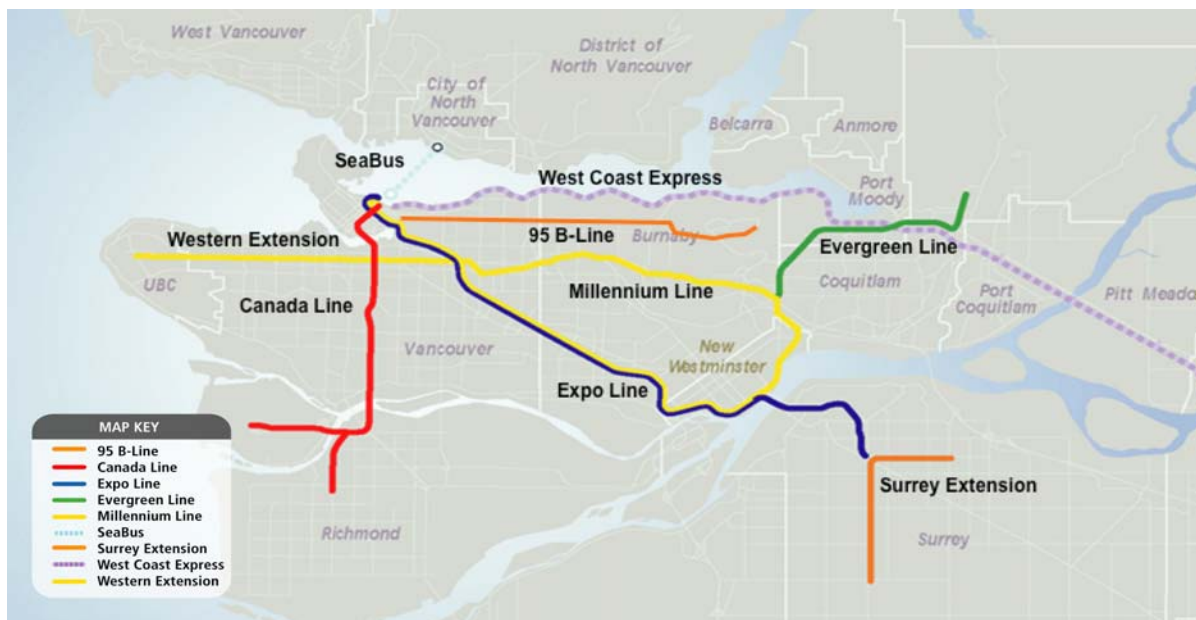 West Vancouver
District of
North Vancouver
City of
North
Vancouver
Belcarra
Anmore
SeaBus
West Coast Express
Port
Moody
Western Extension
95 B-Line
Burnaby
Evergreen Line
UBC
Canada Line
Millennium Line
Coquitlam
Port
Coquitlam
Pitt Meado
Vancouver
New
Westminster
Expo Line
Surrey Extension
Richmond
Surrey
MAP KEY
95 B-Line
Canada Line
Expo Line
Evergreen Line
Millennium Line
SeaBus
Surrey Extension
West Coast Express
Western Extension